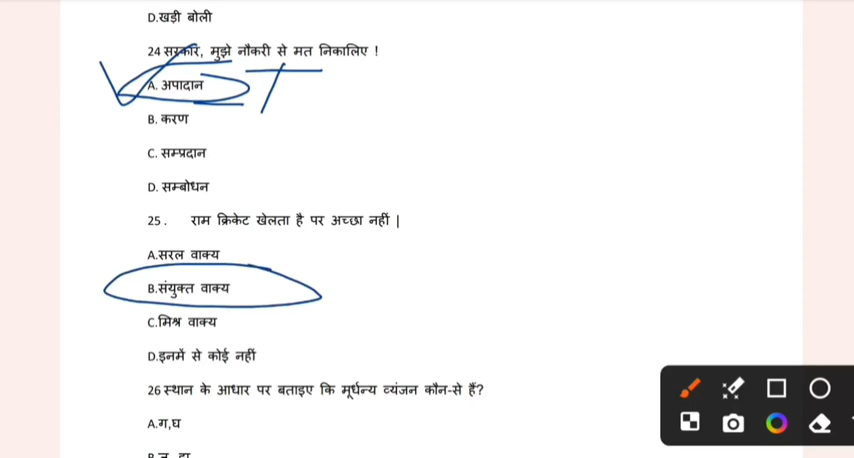 D.खड़ी बोली
24 सरकार, मुझे नौकरी से मत निकालिए !
A. अपादान
B. करण
C. सम्प्रदान
D. सम्बोधन
25 . राम क्रिकेट खेलता है पर अच्छा नहीं |
A.सरल वाक्य
B.संयुक्त वाक्य
C.मिश्र वाक्य
D.इनमें से कोई नहीं
26 स्थान के आधार पर बताइए कि मूर्धन्य व्यंजन कौन-से हैं?
A.ग,घ